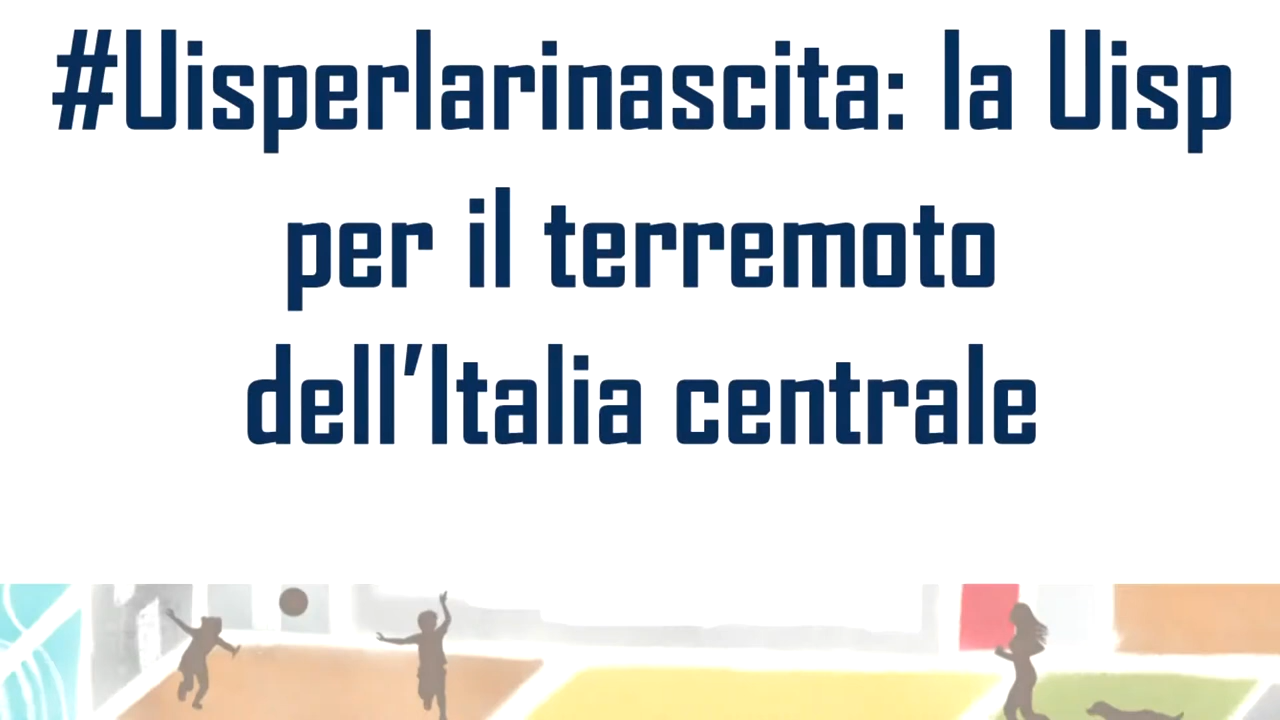 #Uisperlarinascita: la Uisp
per il terremoto
dell’Italia centrale